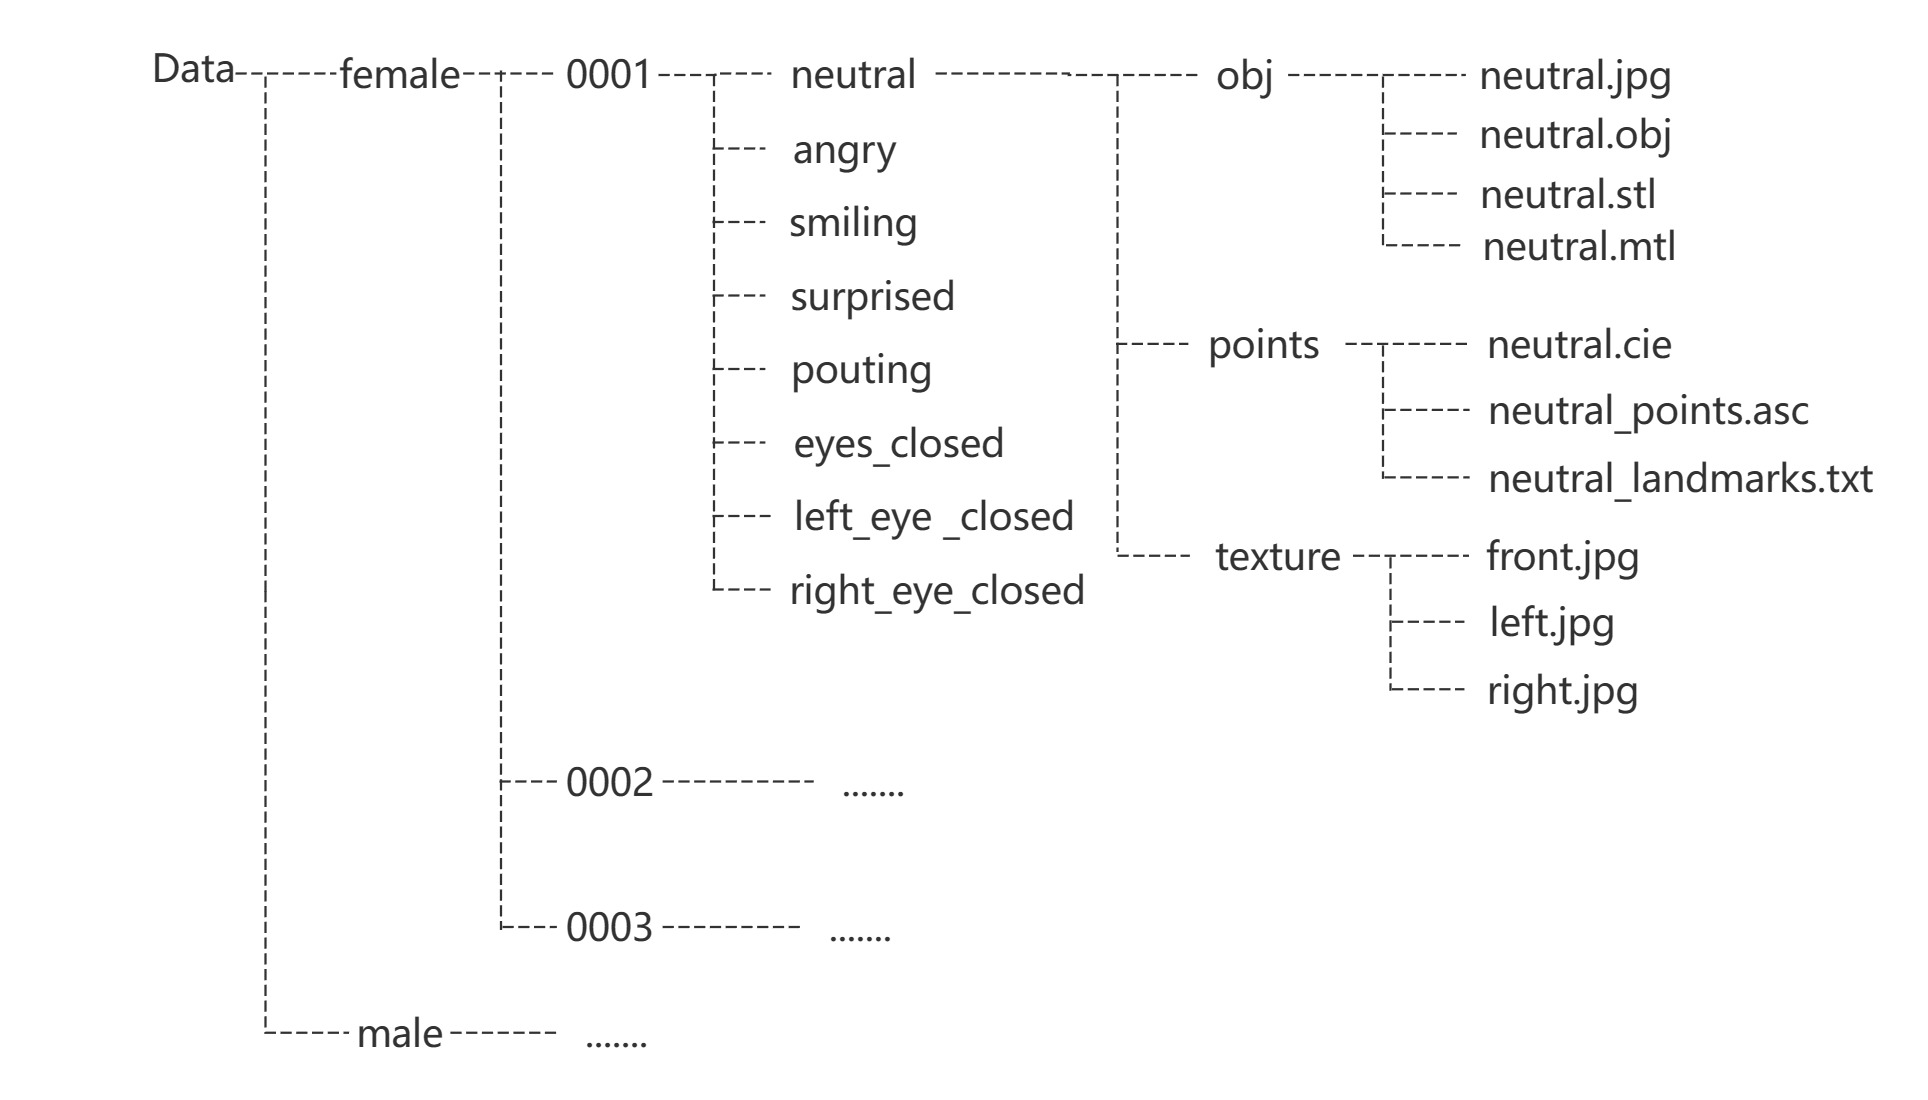 Data female 0001 neutral obj neutral.jpg
neutral.obj
angry
neutral.stl
smiling
neutral.mtl
surprised
points neutral.cie
pouting
neutral_points.asc
eyes_closed
neutral_landmarks.txt
left_eye _closed
texture front.jpg
right_eye_closed
left.jpg
right.jpg
0002 .......
0003 .......
male .......